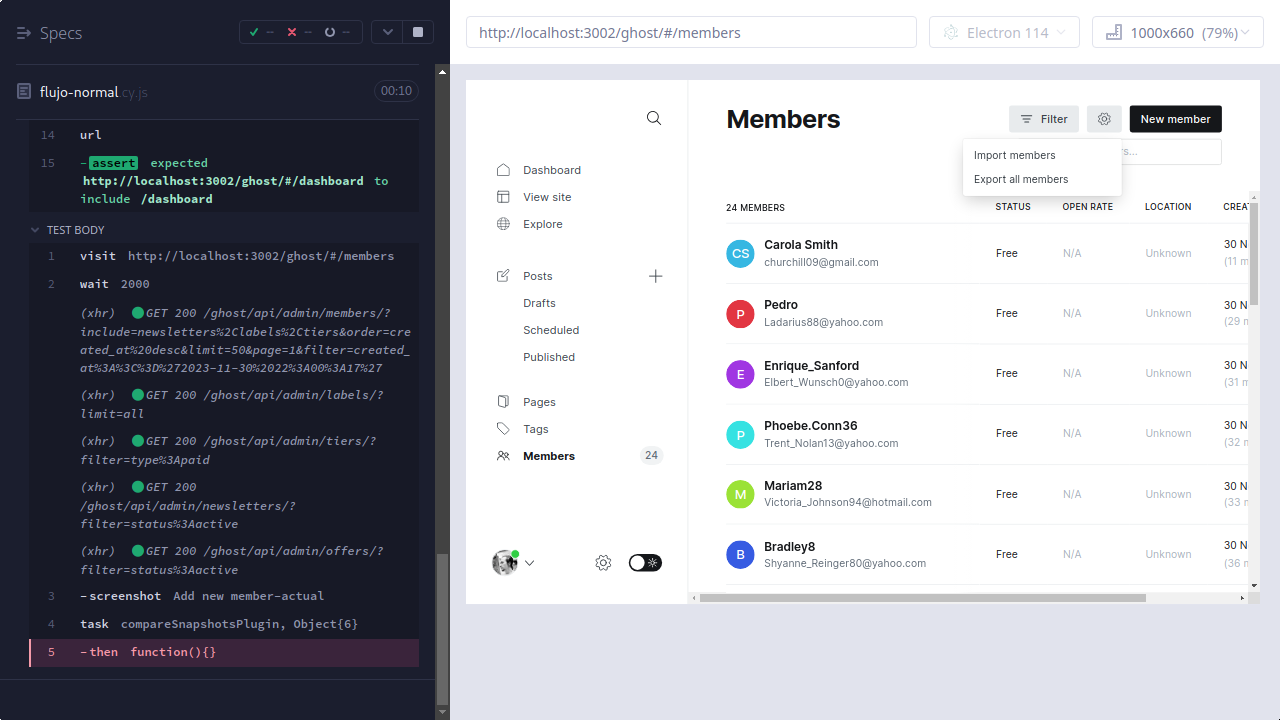 Specs
--
--
--
flujo-normal.cy.js
00:10
14 url
15 -assert expected
http://localhost:3002/ghost/#/dashboard to
include /dashboard
TEST BODY
1 visit http://localhost:3002/ghost/#/members
2 wait 2000
(xhr) GET 200 /ghost/api/admin/members/?
include=newsletters%2Clabels%2Ctiers&order=cre
ated_at%20desc&limit=50&page=1&filter=created_
at%3A%3C%3D%272023-11-30%2022%3A00%3A17%27
(xhr) GET 200 /ghost/api/admin/labels/?
limit=all
(xhr) GET 200 /ghost/api/admin/tiers/?
filter=type%3Apaid
(xhr) GET 200
/ghost/api/admin/newsletters/?
filter=status%3Aactive
(xhr) GET 200 /ghost/api/admin/offers/?
filter=status%3Aactive
3 -screenshot Add new member-actual
4 task compareSnapshotsPlugin, Object{6}
5 -then function(){}
http://localhost:3002/ghost/#/members
Electron 114
1000x660 (79%)
Dashboard
View site
Explore
Posts
Drafts
Scheduled
Published
Pages
Tags
Members 24
Members
Filter
New member
Import members
Export all members
s...
24 MEMBERS STATUS OPEN RATE LOCATION CREAT
CS Carola Smith
churchill09@gmail.com
Free N/A Unknown 30 N
(11 m
P Pedro
Ladarius88@yahoo.com
Free N/A Unknown 30 N
(29 m
E Enrique_Sanford
Elbert_Wunsch0@yahoo.com
Free N/A Unknown 30 N
(31 m
P Phoebe.Conn36
Trent_Nolan13@yahoo.com
Free N/A Unknown 30 N
(32 m
M Mariam28
Victoria_Johnson94@hotmail.com
Free N/A Unknown 30 N
(33 m
B Bradley8
Shyanne_Reinger80@yahoo.com
Free N/A Unknown 30 N
(36 m